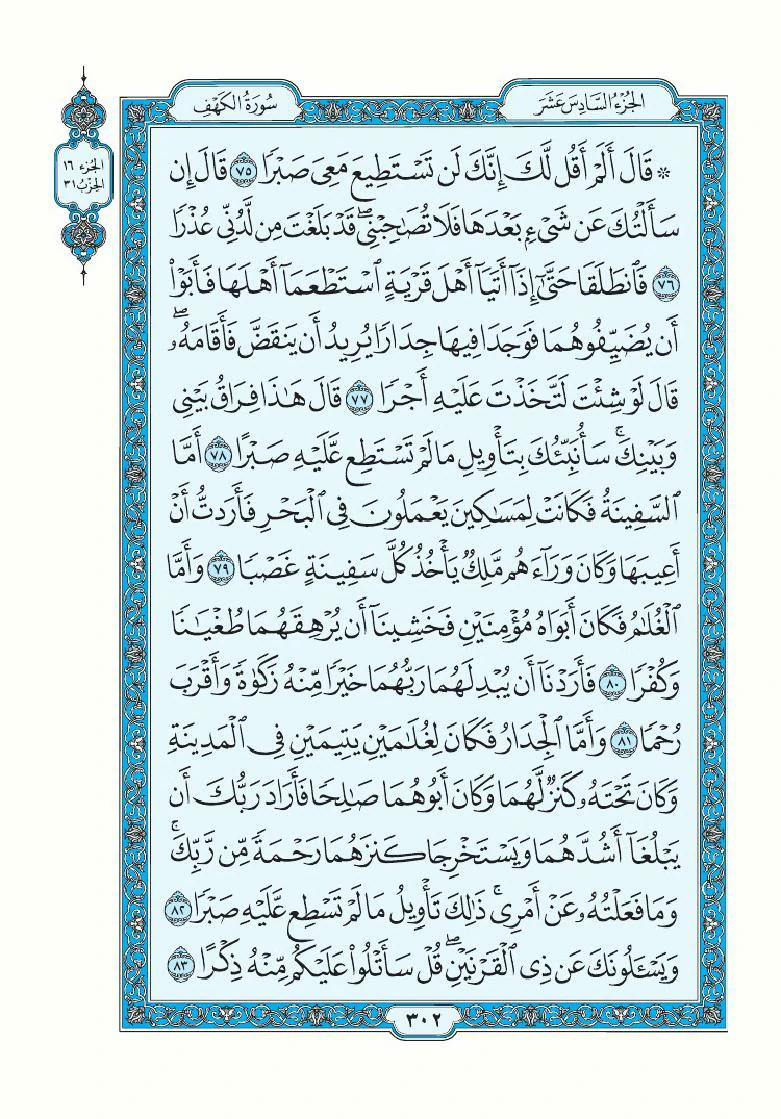 الجُزْءُ السَّادِسَ عَشَرَ
سُورَةُ الكَهْفِ
الجزء ١٦
الحِزْبُ ٣١
۞ قَالَ أَلَمْ أَقُل لَّكَ إِنَّكَ لَن تَسْتَطِيعَ مَعِىَ صَبْرًا ٧٥ قَالَ إِن
سَأَلْتُكَ عَن شَىْءٍۭ بَعْدَهَا فَلَا تُصَـٰحِبْنِى ۖ قَدْ بَلَغْتَ مِن لَّدُنِّى عُذْرًا
٧٦ فَٱنطَلَقَا حَتَّىٰٓ إِذَآ أَتَيَآ أَهْلَ قَرْيَةٍ ٱسْتَطْعَمَآ أَهْلَهَا فَأَبَوْا۟
أَن يُضَيِّفُوهُمَا فَوَجَدَا فِيهَا جِدَارًا يُرِيدُ أَن يَنقَضَّ فَأَقَامَهُۥ ۖ
قَالَ لَوْ شِئْتَ لَتَّخَذْتَ عَلَيْهِ أَجْرًا ٧٧ قَالَ هَـٰذَا فِرَاقُ بَيْنِى
وَبَيْنِكَ ۚ سَأُنَبِّئُكَ بِتَأْوِيلِ مَا لَمْ تَسْتَطِع عَّلَيْهِ صَبْرًا ٧٨ أَمَّا
ٱلسَّفِينَةُ فَكَانَتْ لِمَسَـٰكِينَ يَعْمَلُونَ فِى ٱلْبَحْرِ فَأَرَدتُّ أَنْ
أَعِيبَهَا وَكَانَ وَرَآءَهُم مَّلِكٌ يَأْخُذُ كُلَّ سَفِينَةٍ غَصْبًا ٧٩ وَأَمَّا
ٱلْغُلَـٰمُ فَكَانَ أَبَوَاهُ مُؤْمِنَيْنِ فَخَشِينَآ أَن يُرْهِقَهُمَا طُغْيَـٰنًا
وَكُفْرًا ٨٠ فَأَرَدْنَآ أَن يُبْدِلَهُمَا رَبُّهُمَا خَيْرًا مِّنْهُ زَكَوٰةً وَأَقْرَبَ
رُحْمًا ٨١ وَأَمَّا ٱلْجِدَارُ فَكَانَ لِغُلَـٰمَيْنِ يَتِيمَيْنِ فِى ٱلْمَدِينَةِ
وَكَانَ تَحْتَهُۥ كَنزٌ لَّهُمَا وَكَانَ أَبُوهُمَا صَـٰلِحًا فَأَرَادَ رَبُّكَ أَن
يَبْلُغَآ أَشُدَّهُمَا وَيَسْتَخْرِجَا كَنزَهُمَا رَحْمَةً مِّن رَّبِّكَ ۚ
وَمَا فَعَلْتُهُۥ عَنْ أَمْرِى ۚ ذَٰلِكَ تَأْوِيلُ مَا لَمْ تَسْطِع عَّلَيْهِ صَبْرًا ٨٢
وَيَسْـَٔلُونَكَ عَن ذِى ٱلْقَرْنَيْنِ ۖ قُلْ سَأَتْلُوا۟ عَلَيْكُم مِّنْهُ ذِكْرًا ٨٣
٣٠٢